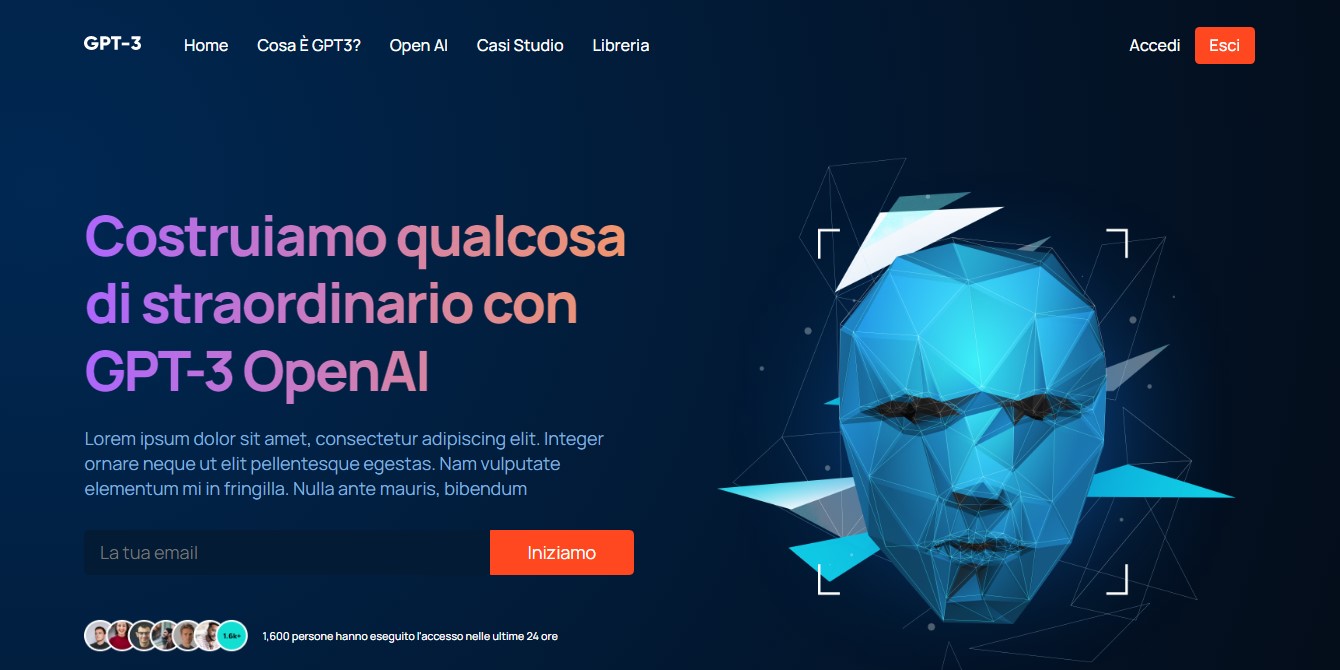 GPT-3
Home
Cosa È GPT3?
Open AI
Casi Studio
Libreria
Accedi
Esci
Costruiamo qualcosa
di straordinario con
GPT-3 OpenAI
Lorem ipsum dolor sit amet, consectetur adipiscing elit. Integer
ornare neque ut elit pellentesque egestas. Nam vulputate
elementum mi in fringilla. Nulla ante mauris, bibendum
La tua email
Iniziamo
1.6k+
1,600 persone hanno eseguito l'accesso nelle ultime 24 ore